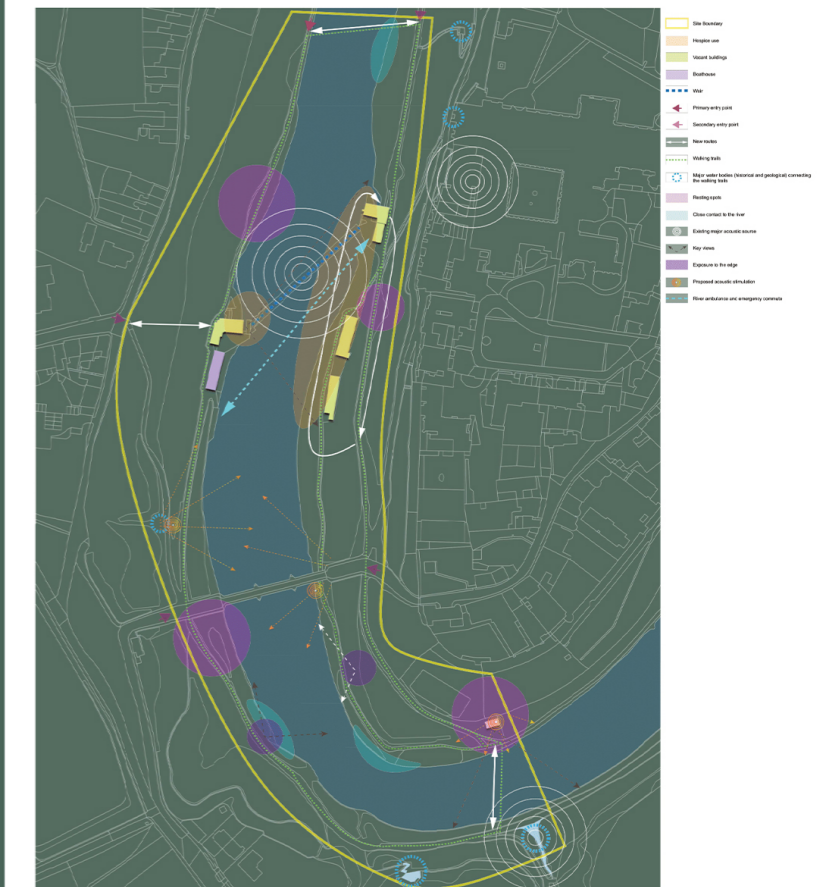 Site Boundary
Hospice use
Vacant buildings
Boathouse
Weir
Primary entry point
Secondary entry point
New routes
Walking trails
Major water bodies (historical and geological) connecting
the walking trails
Resting spots
Close contact to the river
Existing major acoustic source
Key views
Exposure to the edge
Proposed acoustic stimulation
River ambulance and emergency commute